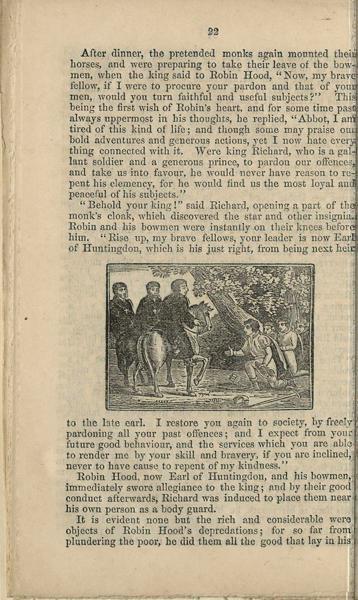 22
After dinner, the pretended monks again mounted their
horses, and were preparing to take their leave of the bow-
men, when the king said to Robin Hood, "Now, my brave
fellow, if I were to procure your pardon and that of your
men, would you turn faithful and useful subjects?" This
being the first wish of Robin's heart, and for some time past
always uppermost in his thoughts, he replied, "Abbot, I am
tired of this kind of life; and though some may praise our
bold adventures and generous actions, yet I now hate every
thing connected with it. Were king Richard, who is a gal-
lant soldier and a generous prince, to pardon our offences,
and take us into favour, he would never have reason to re-
pent his clemency, for he would find us the most loyal and
peaceful of his subjects."
"Behold your king!" said Richard, opening a part of the
monk's cloak, which discovered the star and other insignia.
Robin and his bowmen were instantly on their knees before
him. "Rise up, my brave fellows, your leader is now Earl
of Huntingdon, which is his just right, from being next heir
to the late earl. I restore you again to society, by freely
pardoning all your past offences; and I expect from your
future good behaviour, and the services which you are able
to render me by your skill and bravery, if you are inclined,
never to have cause to repent of my kindness."
Robin Hood, now Earl of Huntingdon, and his bowmen,
immediately swore allegiance to the king; and by their good
conduct afterwards, Richard was induced to place them near
his own person as a body guard.
It is evident none but the rich and considerable were
objects of Robin Hood's depredations; for so far from
plundering the poor, he did them all the good that lay in his